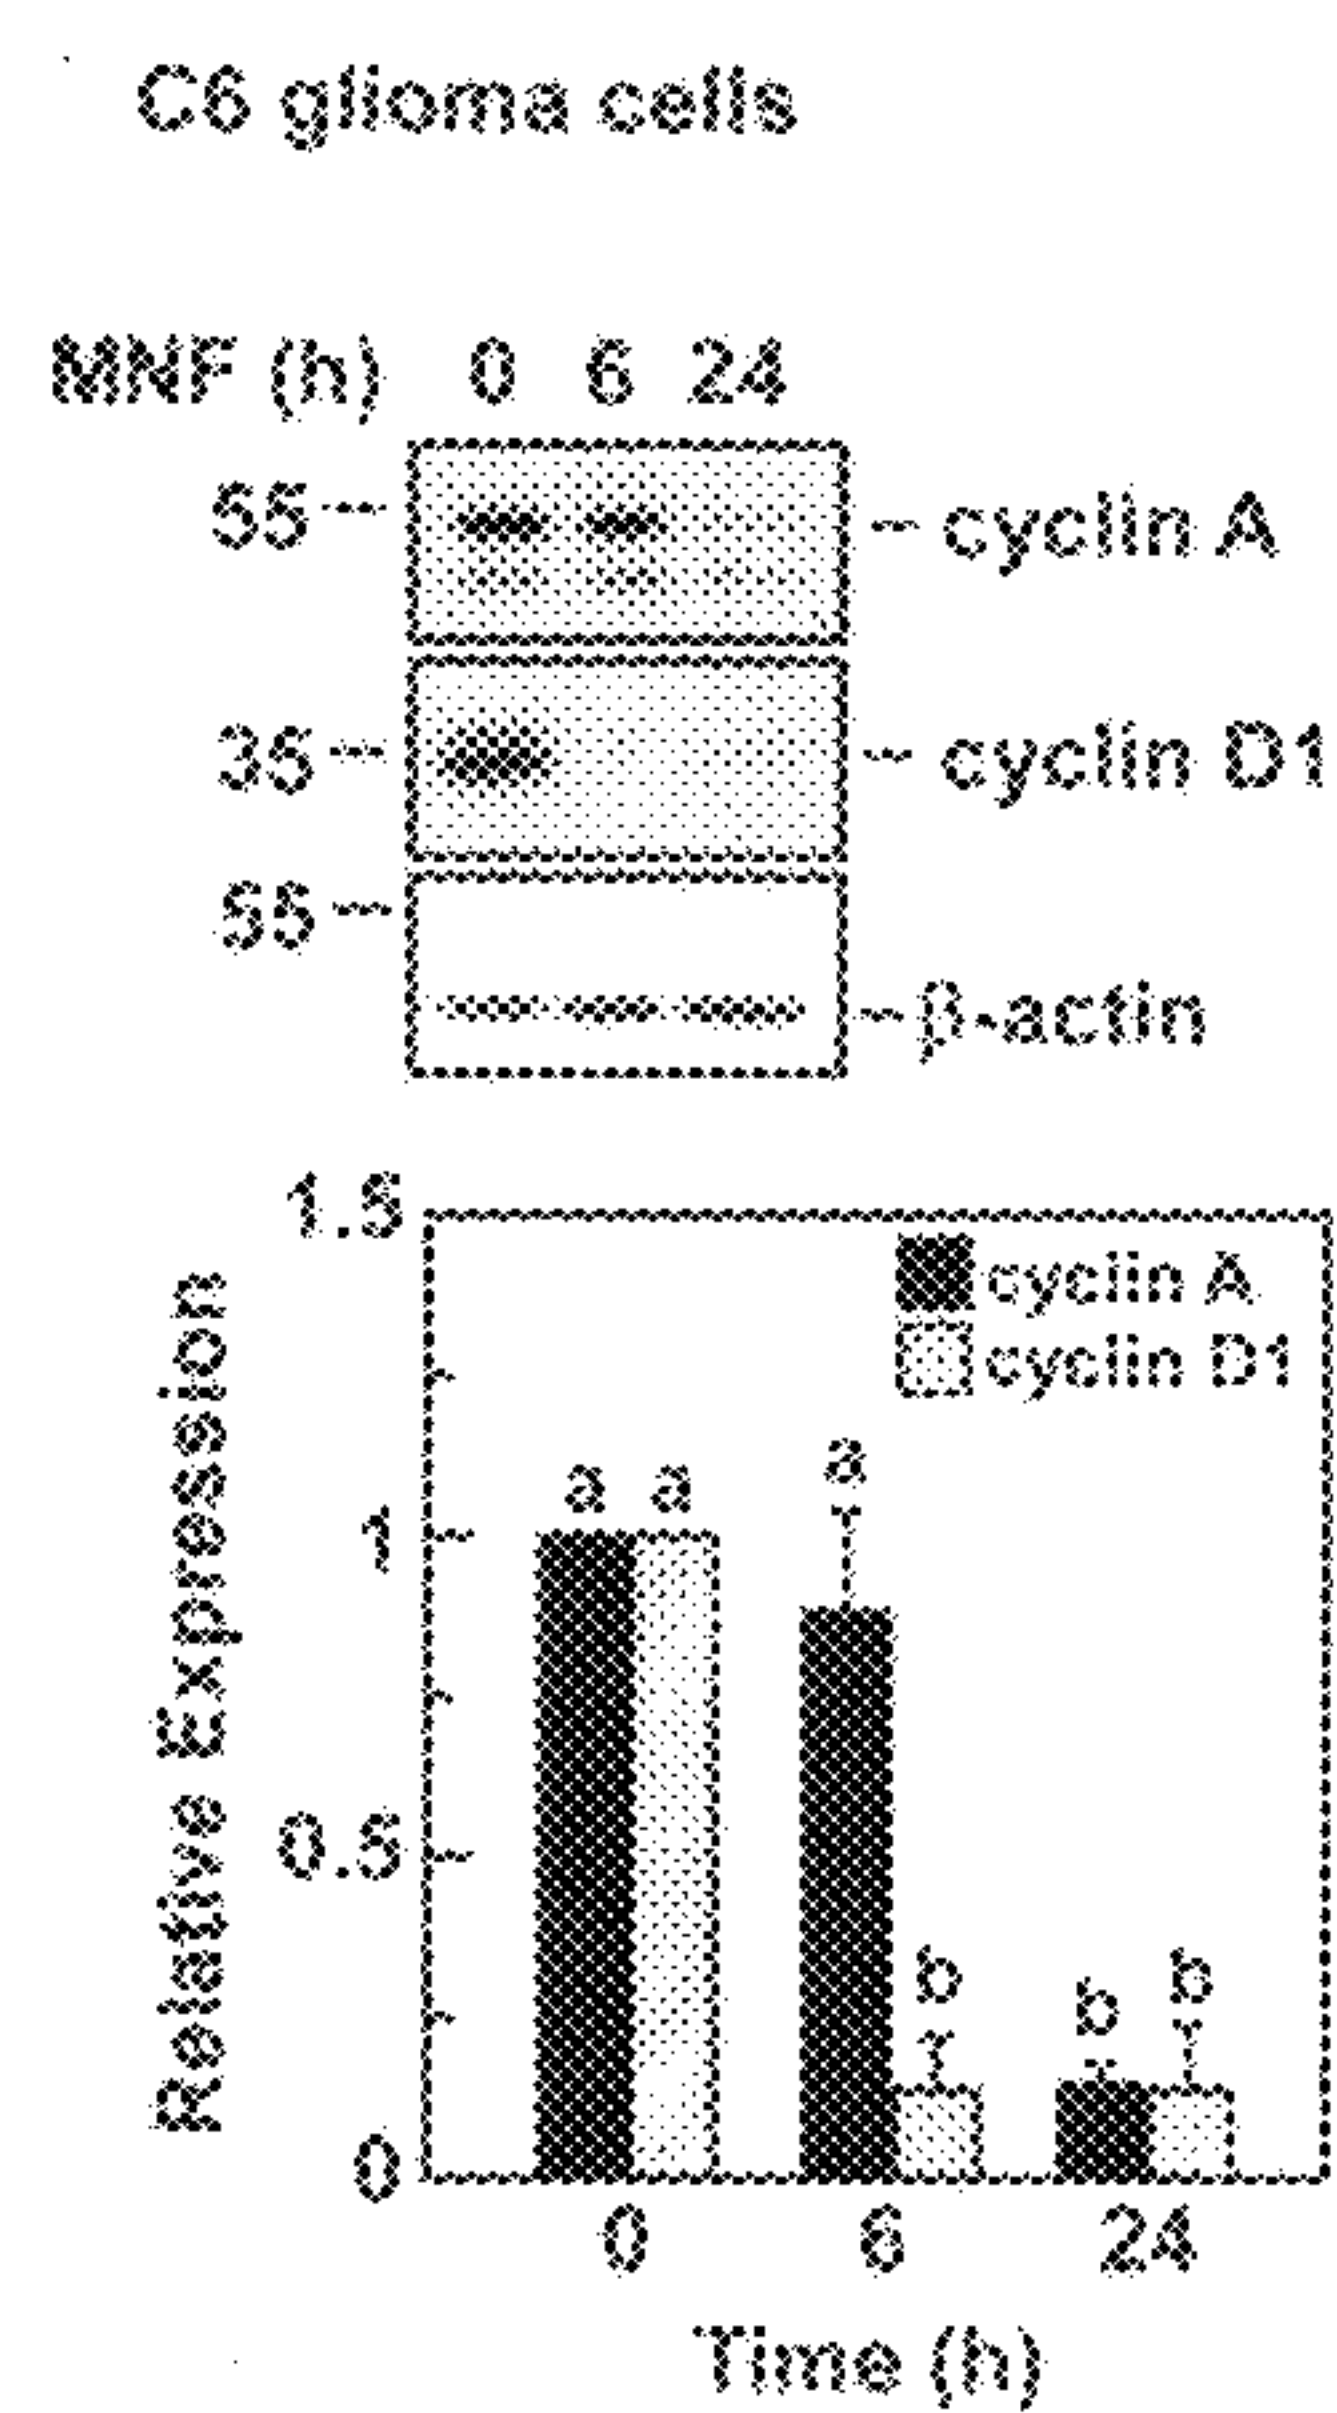 C6 glioma cells
MNF (h) 0 6 24
55 cyclin A
35 cyclin D1
55
β-actin
1.5
cyclin A
cyclin D1
a a a
1
Relative Expression
0.5
b b b
0
0 6 24
Time (h)